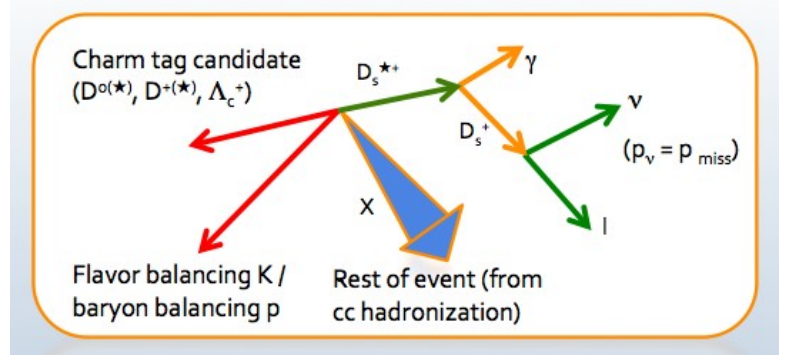 Charm tag candidate
(D⁰⁽★⁾, D⁺⁽★⁾, Λc⁺)
Ds★⁺
γ
Ds⁺
ν
(pν = p miss)
X
l
Flavor balancing K /
baryon balancing p
Rest of event (from
cc hadronization)